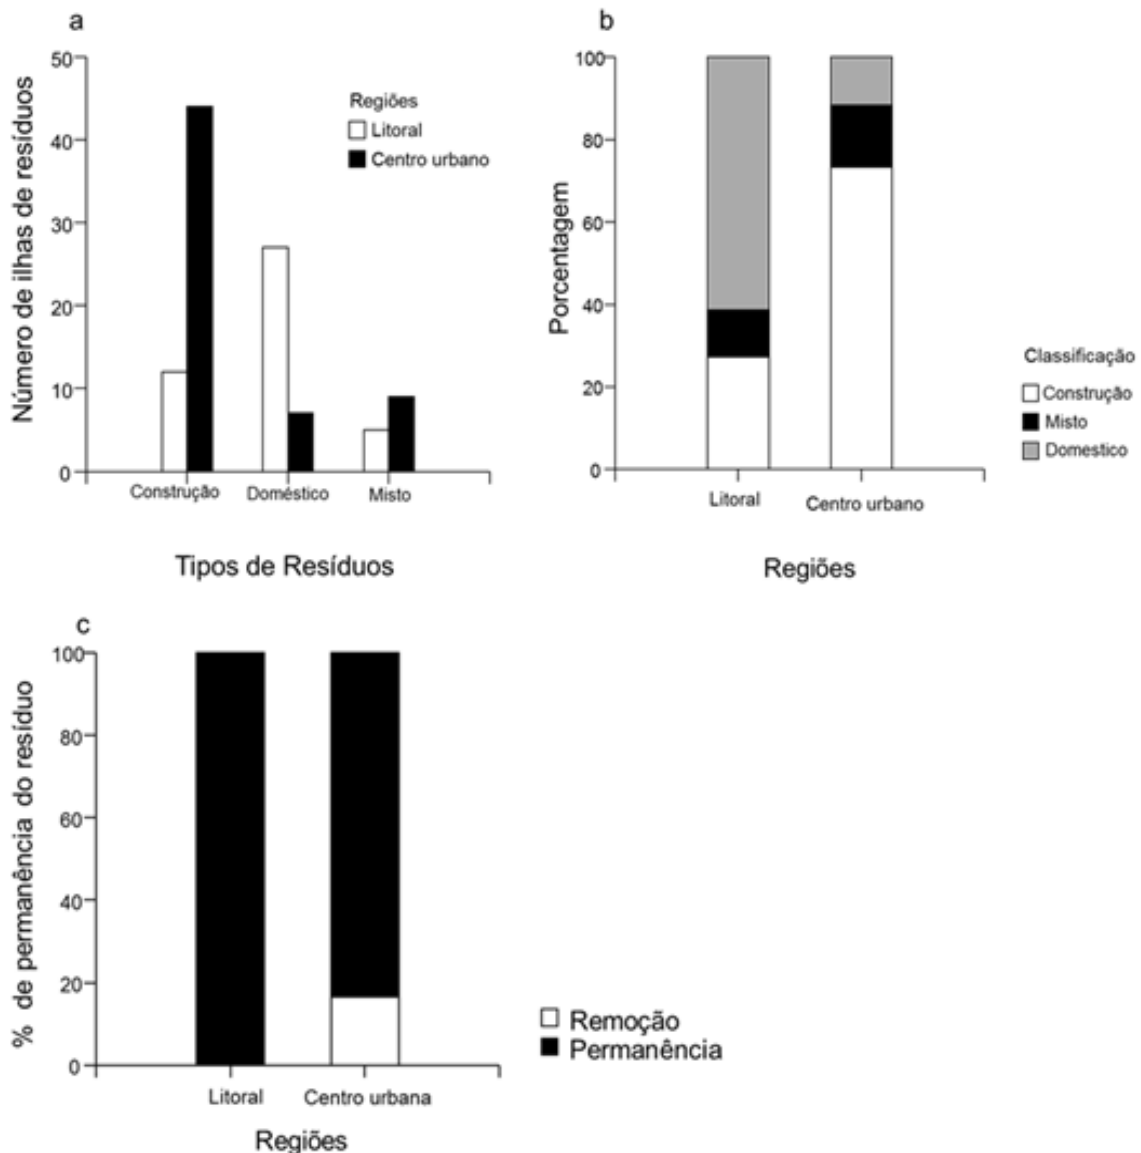 a
Número de ilhas de resíduos
50
40
30
20
10
0
Regiões
Litoral
Centro urbano
Construção Doméstico Misto
Tipos de Resíduos
b
Porcentagem
100
80
60
40
20
0
Classificação
Construção
Misto
Domestico
Litoral Centro urbano
Regiões
c
% de permanência do resíduo
100
80
60
40
20
0
Remoção
Permanência
Litoral Centro urbana
Regiões